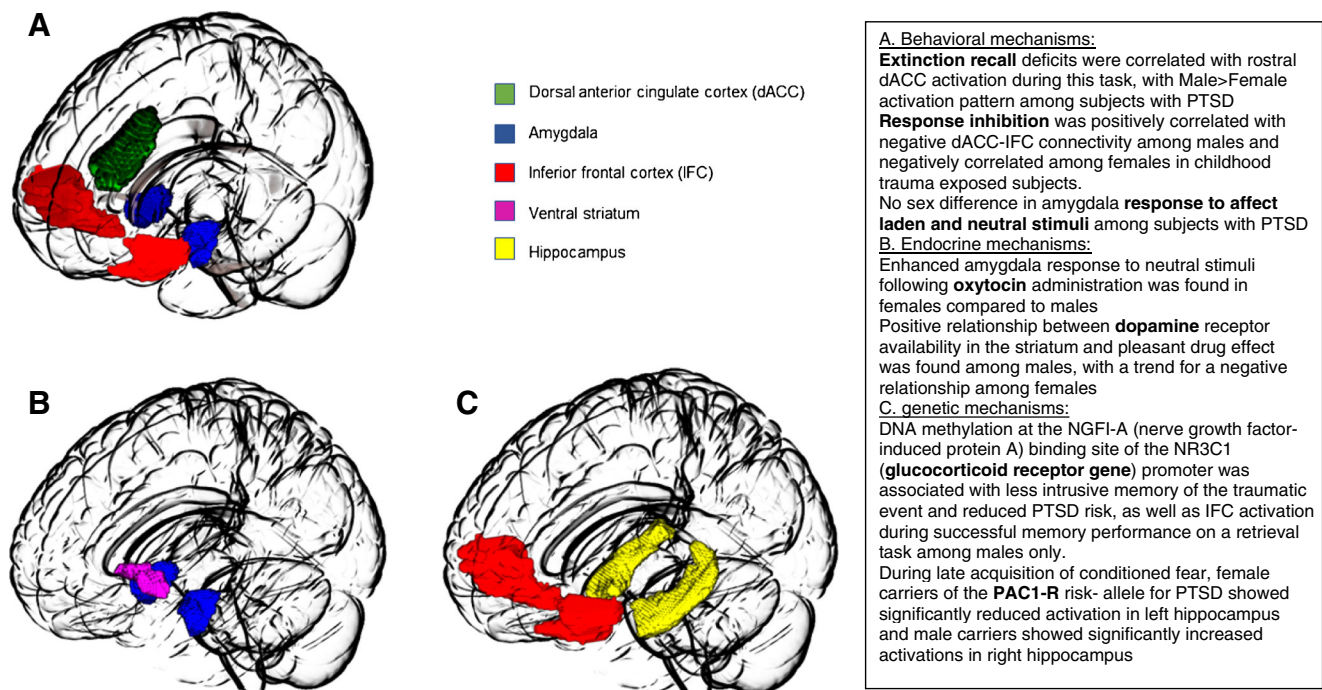 A
Dorsal anterior cingulate cortex (dACC)
Amygdala
Inferior frontal cortex (IFC)
Ventral striatum
Hippocampus
B
C
A. Behavioral mechanisms:
Extinction recall deficits were correlated with rostral
dACC activation during this task, with Male>Female
activation pattern among subjects with PTSD
Response inhibition was positively correlated with
negative dACC-IFC connectivity among males and
negatively correlated among females in childhood
trauma exposed subjects.
No sex difference in amygdala response to affect
laden and neutral stimuli among subjects with PTSD
B. Endocrine mechanisms:
Enhanced amygdala response to neutral stimuli
following oxytocin administration was found in
females compared to males
Positive relationship between dopamine receptor
availability in the striatum and pleasant drug effect
was found among males, with a trend for a negative
relationship among females
C. genetic mechanisms:
DNA methylation at the NGFI-A (nerve growth factor-
induced protein A) binding site of the NR3C1
(glucocorticoid receptor gene) promoter was
associated with less intrusive memory of the traumatic
event and reduced PTSD risk, as well as IFC activation
during successful memory performance on a retrieval
task among males only.
During late acquisition of conditioned fear, female
carriers of the PAC1-R risk- allele for PTSD showed
significantly reduced activation in left hippocampus
and male carriers showed significantly increased
activations in right hippocampus